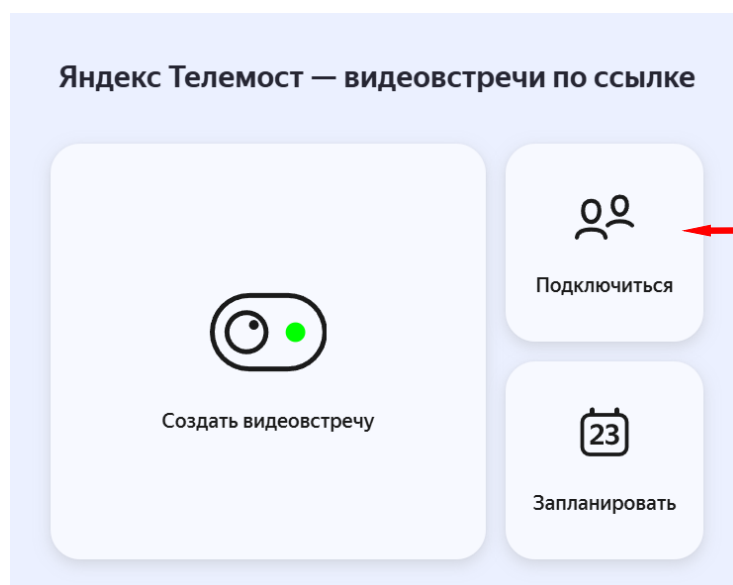 Яндекс Телемост — видеовстречи по ссылке
Создать видеовстречу
Подключиться
23
Запланировать